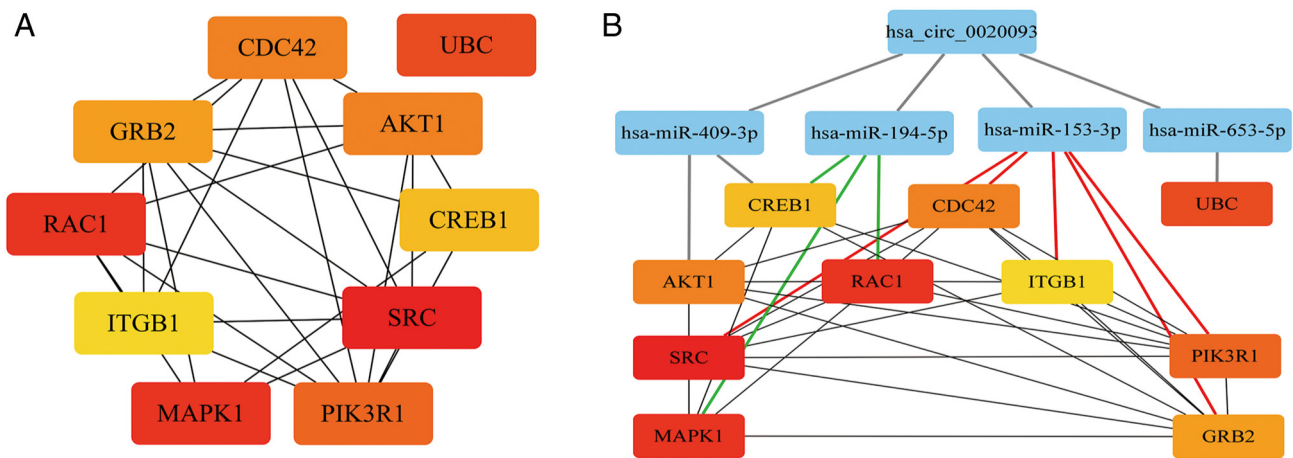 A
CDC42
UBC
GRB2
AKT1
RAC1
CREB1
ITGB1
SRC
MAPK1
PIK3R1
B
hsa_circ_0020093
hsa-miR-409-3p
hsa-miR-194-5p
hsa-miR-153-3p
hsa-miR-653-5p
CREB1
CDC42
UBC
AKT1
RAC1
ITGB1
SRC
PIK3R1
MAPK1
GRB2